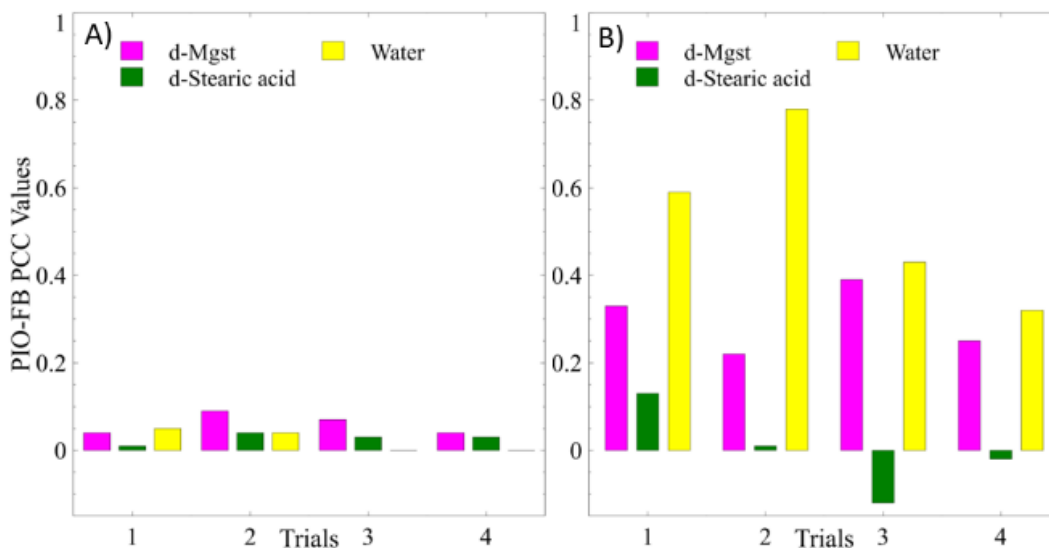 A)
d-Mgst
Water
d-Stearic acid
B)
d-Mgst
Water
d-Stearic acid
PIO-FB PCC Values
1
0.8
0.6
0.4
0.2
0
1
0.8
0.6
0.4
0.2
0
1 2 Trials 3 4
1 2 Trials 3 4